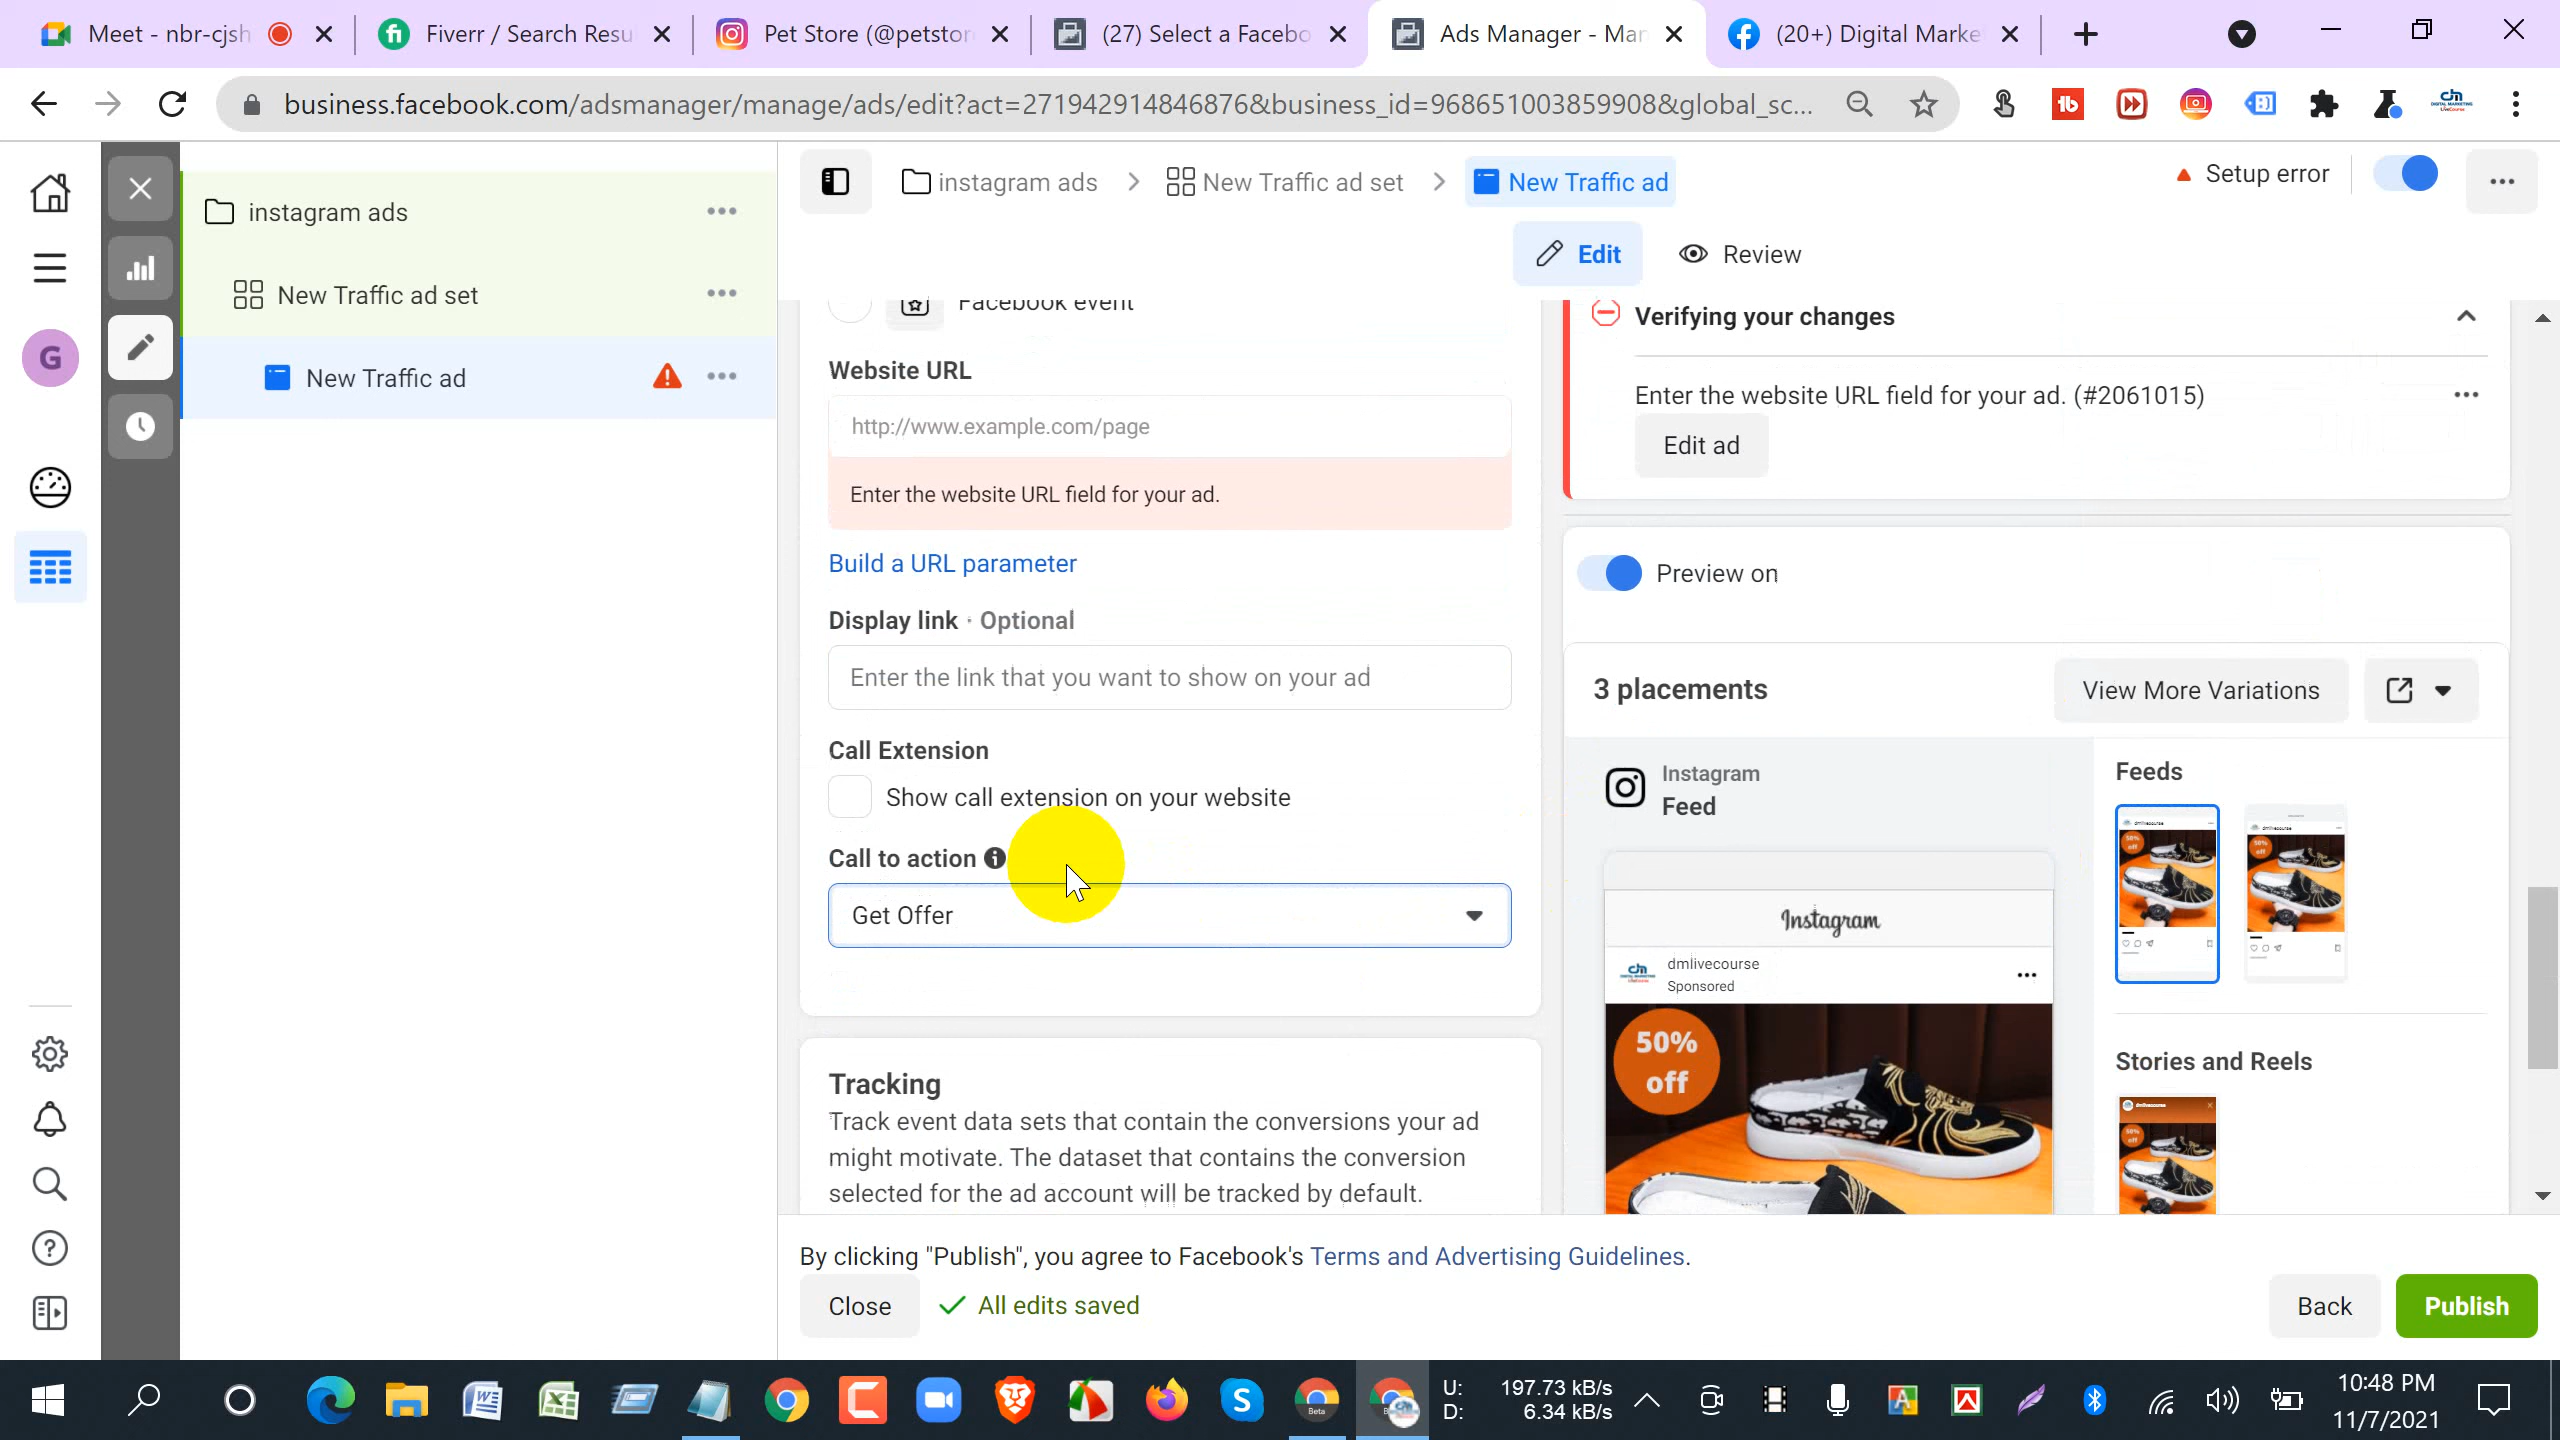 Meet - nbr-cjsh
Fiverr / Search Resu
Pet Store (@petstor
(27) Select a Facebo
Ads Manager - Mar
(20+) Digital Marke
business.facebook.com/adsmanager/manage/ads/edit?act=271942914846876&business_id=968651003859908&global_sc...
instagram ads
New Traffic ad set
New Traffic ad
G
instagram ads
New Traffic ad set
New Traffic ad
Setup error
Edit
Review
Facebook event
Website URL
http://www.example.com/page
Enter the website URL field for your ad.
Build a URL parameter
Display link · Optional
Enter the link that you want to show on your ad
Call Extension
Show call extension on your website
Call to action
Get Offer
Tracking
Track event data sets that contain the conversions your ad
might motivate. The dataset that contains the conversion
selected for the ad account will be tracked by default.
Verifying your changes
Enter the website URL field for your ad. (#2061015)
Edit ad
Preview on
3 placements
View More Variations
Instagram
Feed
Instagram
dmlivecourse
Sponsored
50%
off
Feeds
Stories and Reels
By clicking "Publish", you agree to Facebook's Terms and Advertising Guidelines.
Close
All edits saved
Back
Publish
U: 197.73 kB/s
D: 6.34 kB/s
10:48 PM
11/7/2021